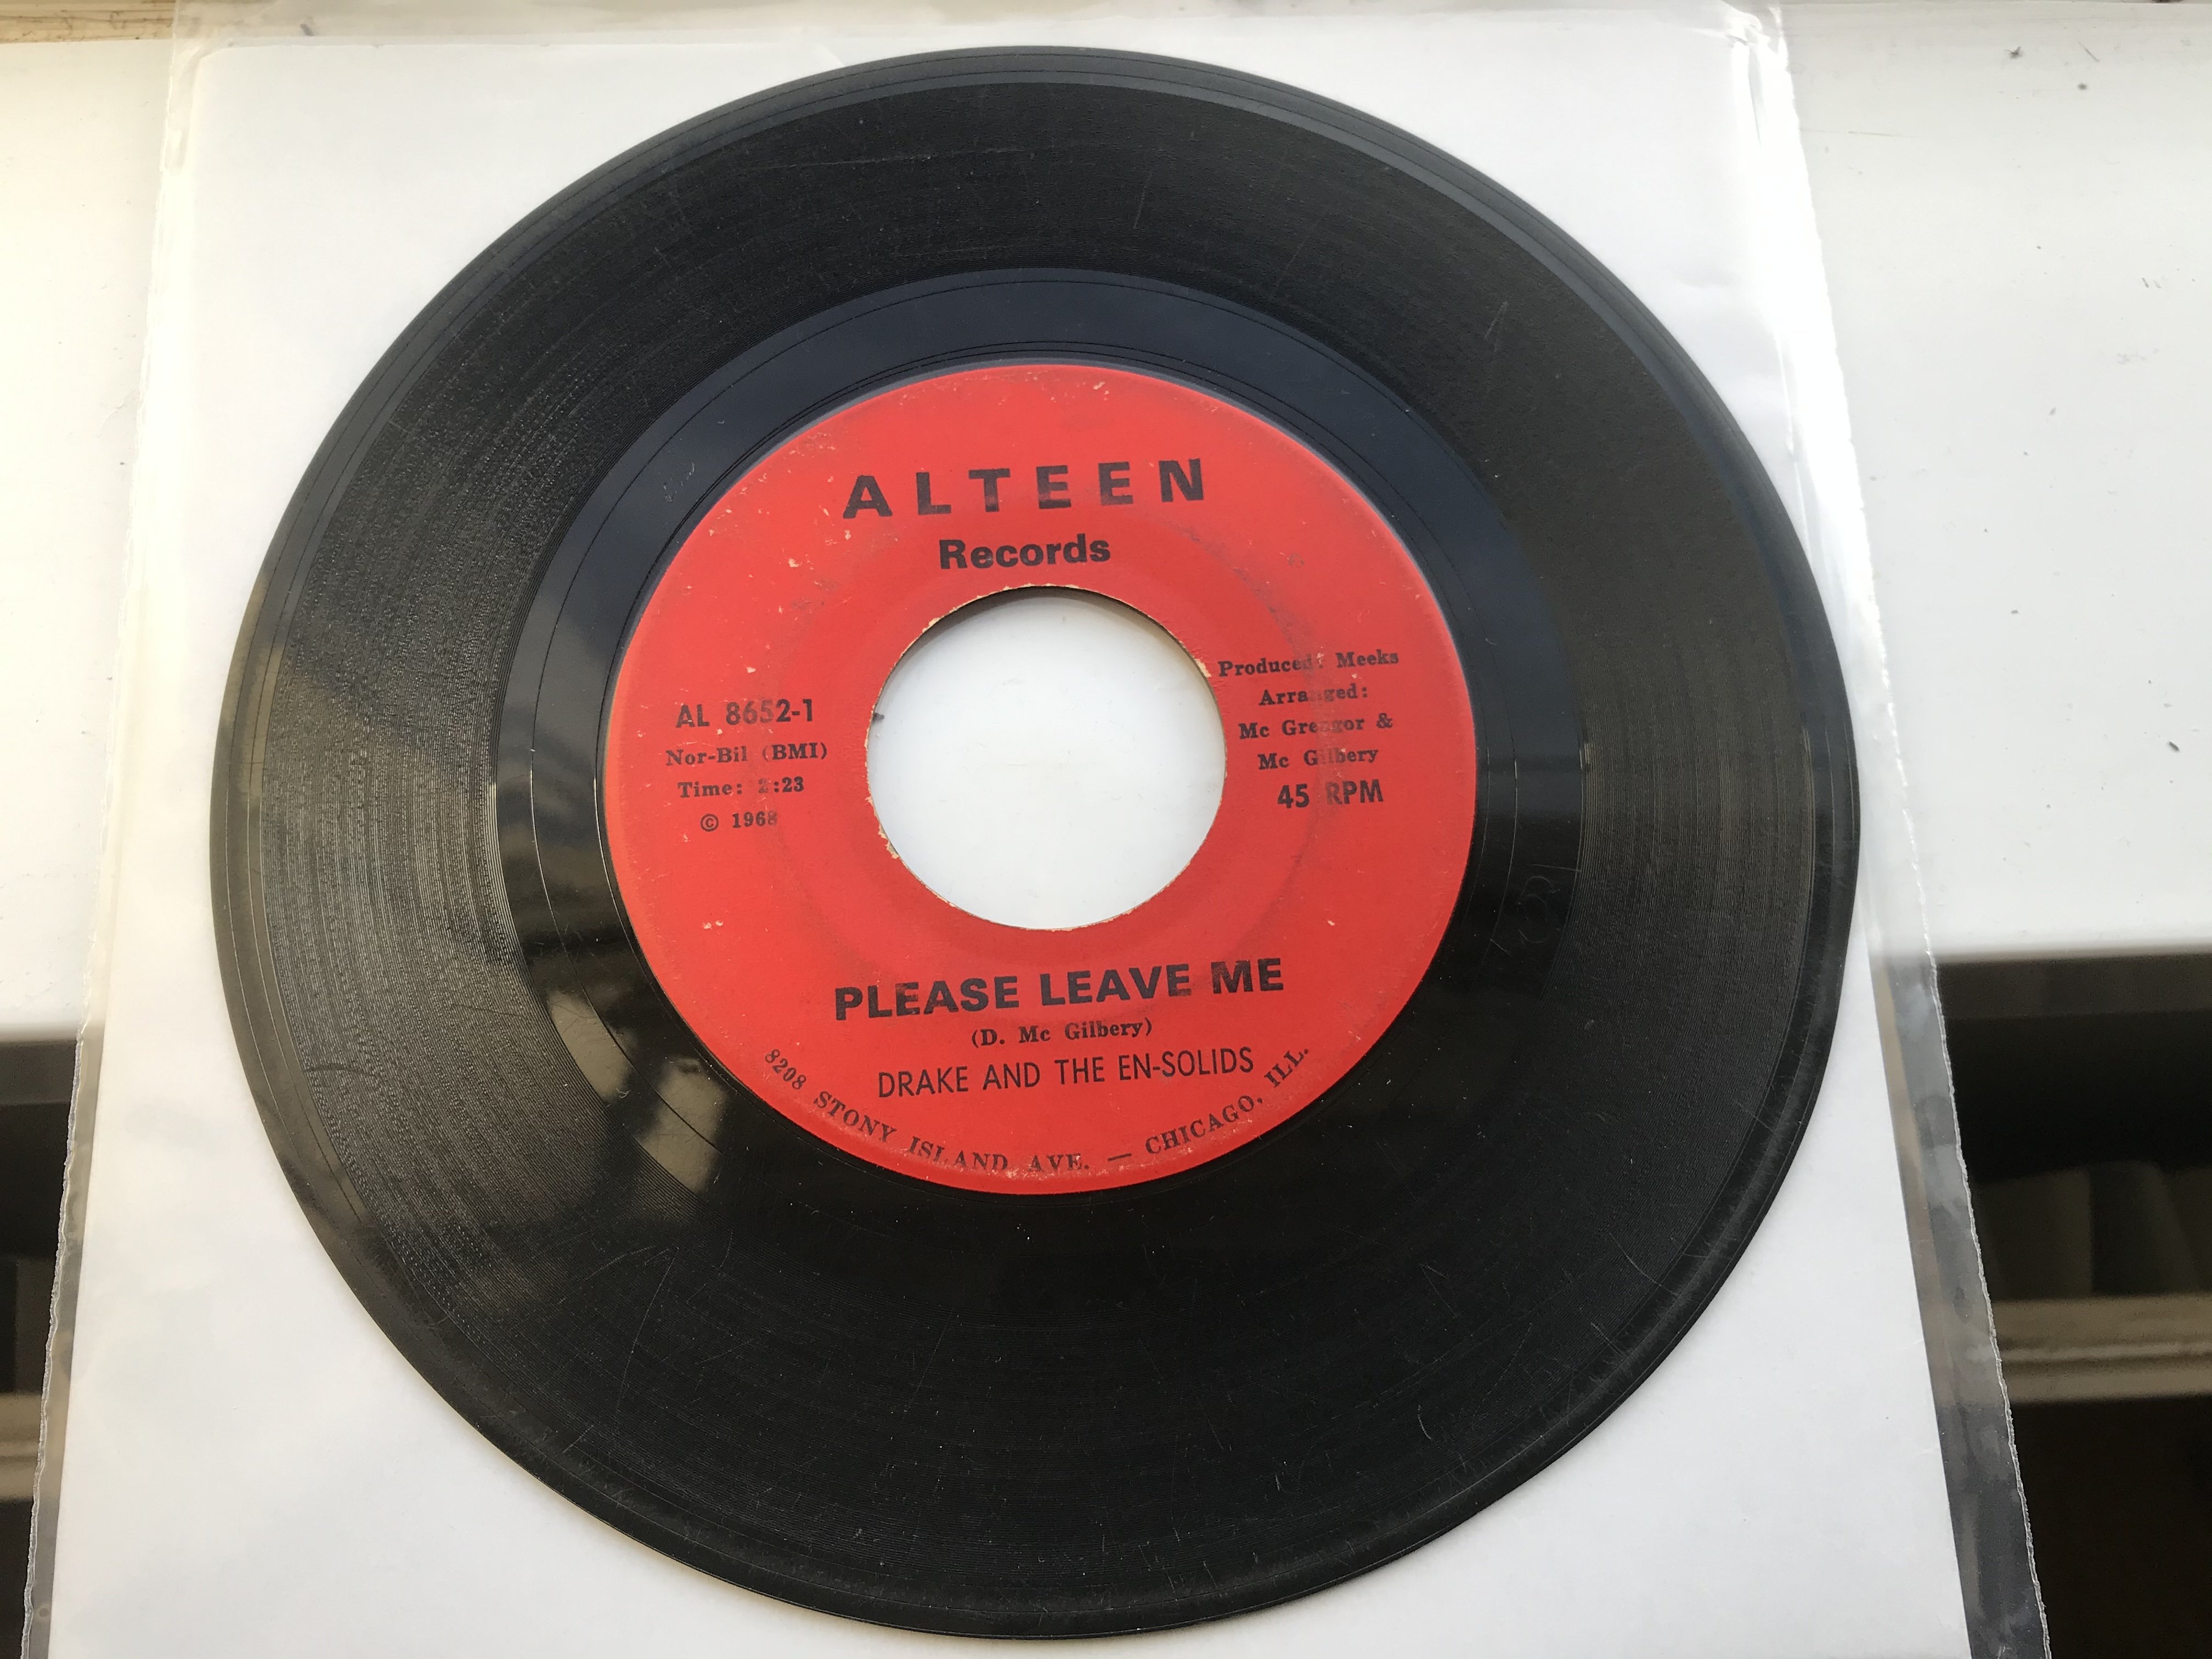 ALTEEN
Records
AL 8652-1
Nor-Bil (BMI)
Time: 2:23
© 1968
Produced: Meeks
Arranged:
Mc Gregor &
Mc Gilbery
45 RPM
PLEASE LEAVE ME
(D. Mc Gilbery)
DRAKE AND THE EN-SOLIDS
8208 STONY ISLAND AVE. — CHICAGO, ILL.